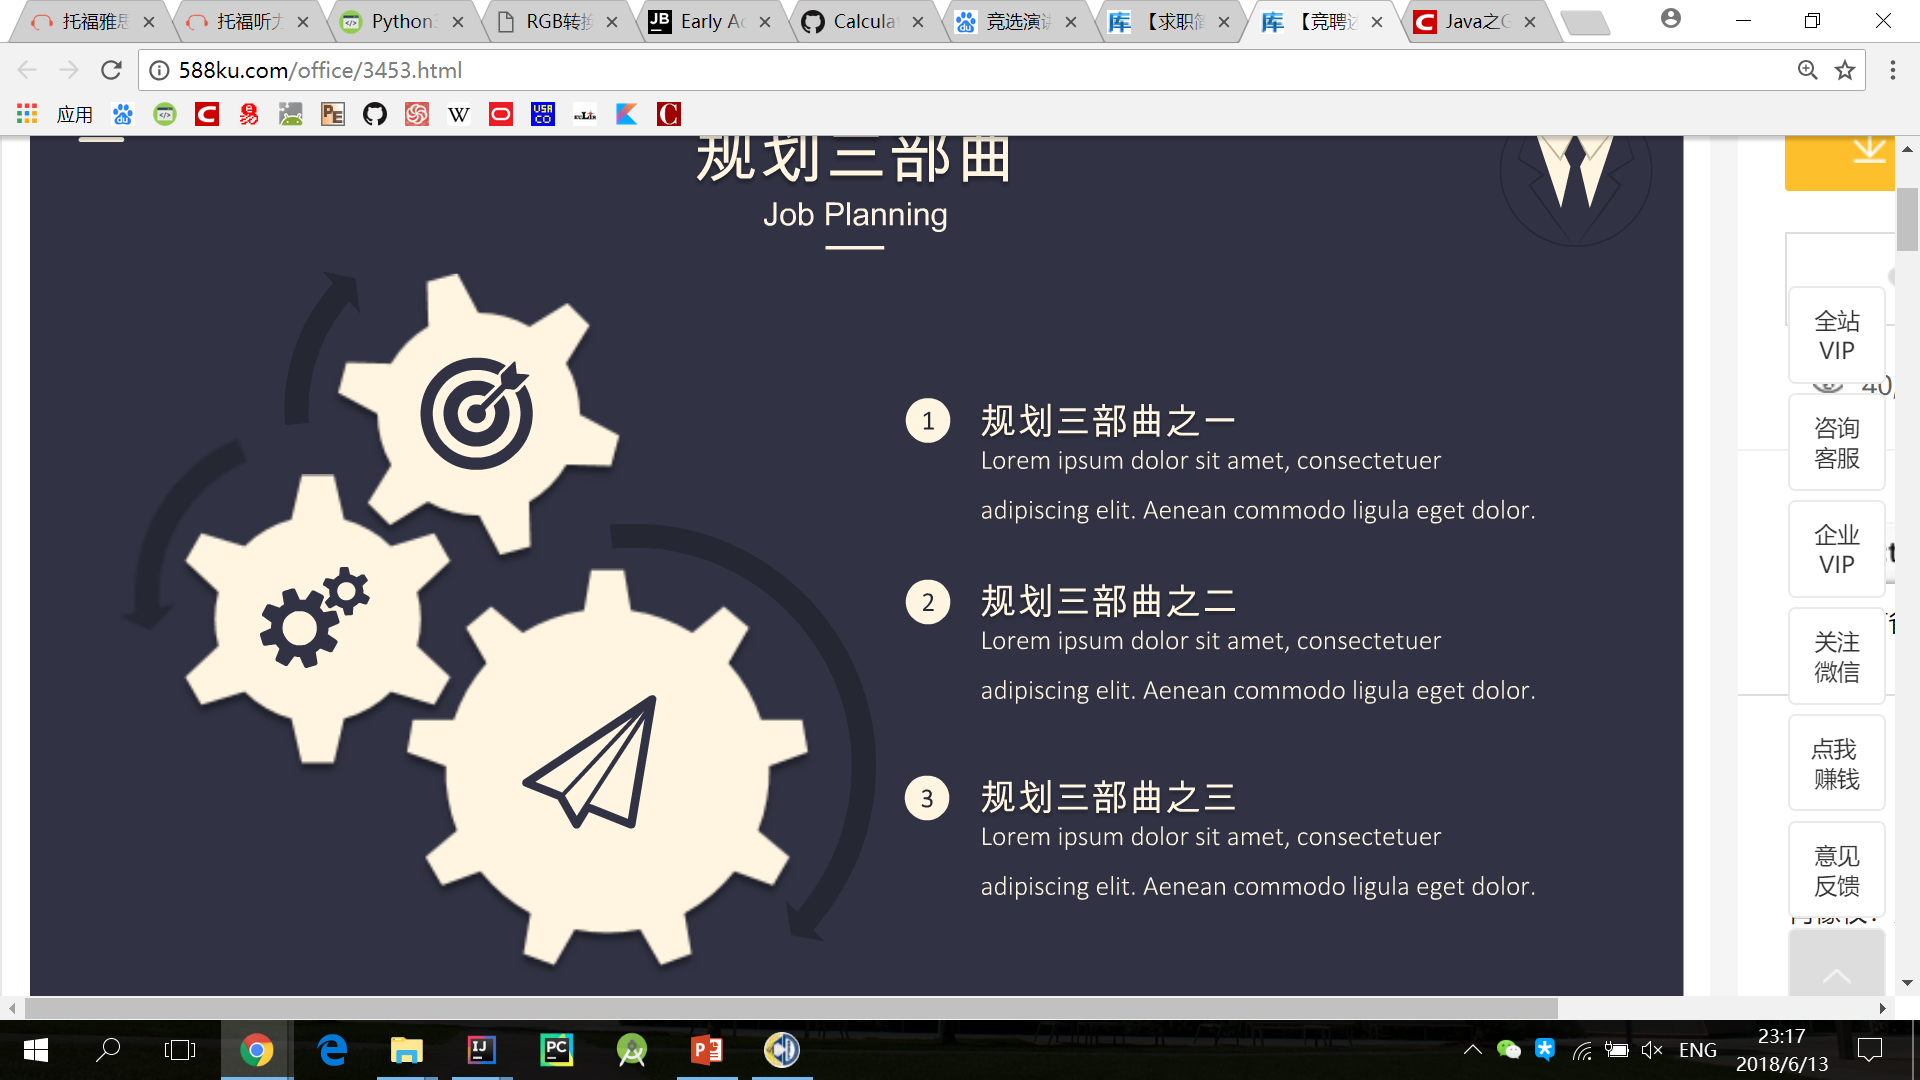 托福雅思
托福听力
Python
RGB转换
Early Ac
Calcula
竞选演讲
【求职简
【竞聘述
Java之G
588ku.com/office/3453.html
应用
规划三部曲
Job Planning
1
规划三部曲之一
Lorem ipsum dolor sit amet, consectetuer
adipiscing elit. Aenean commodo ligula eget dolor.
2
规划三部曲之二
Lorem ipsum dolor sit amet, consectetuer
adipiscing elit. Aenean commodo ligula eget dolor.
3
规划三部曲之三
Lorem ipsum dolor sit amet, consectetuer
adipiscing elit. Aenean commodo ligula eget dolor.
全站
VIP
咨询
客服
企业
VIP
关注
微信
点我
赚钱
意见
反馈
ENG
23:17
2018/6/13